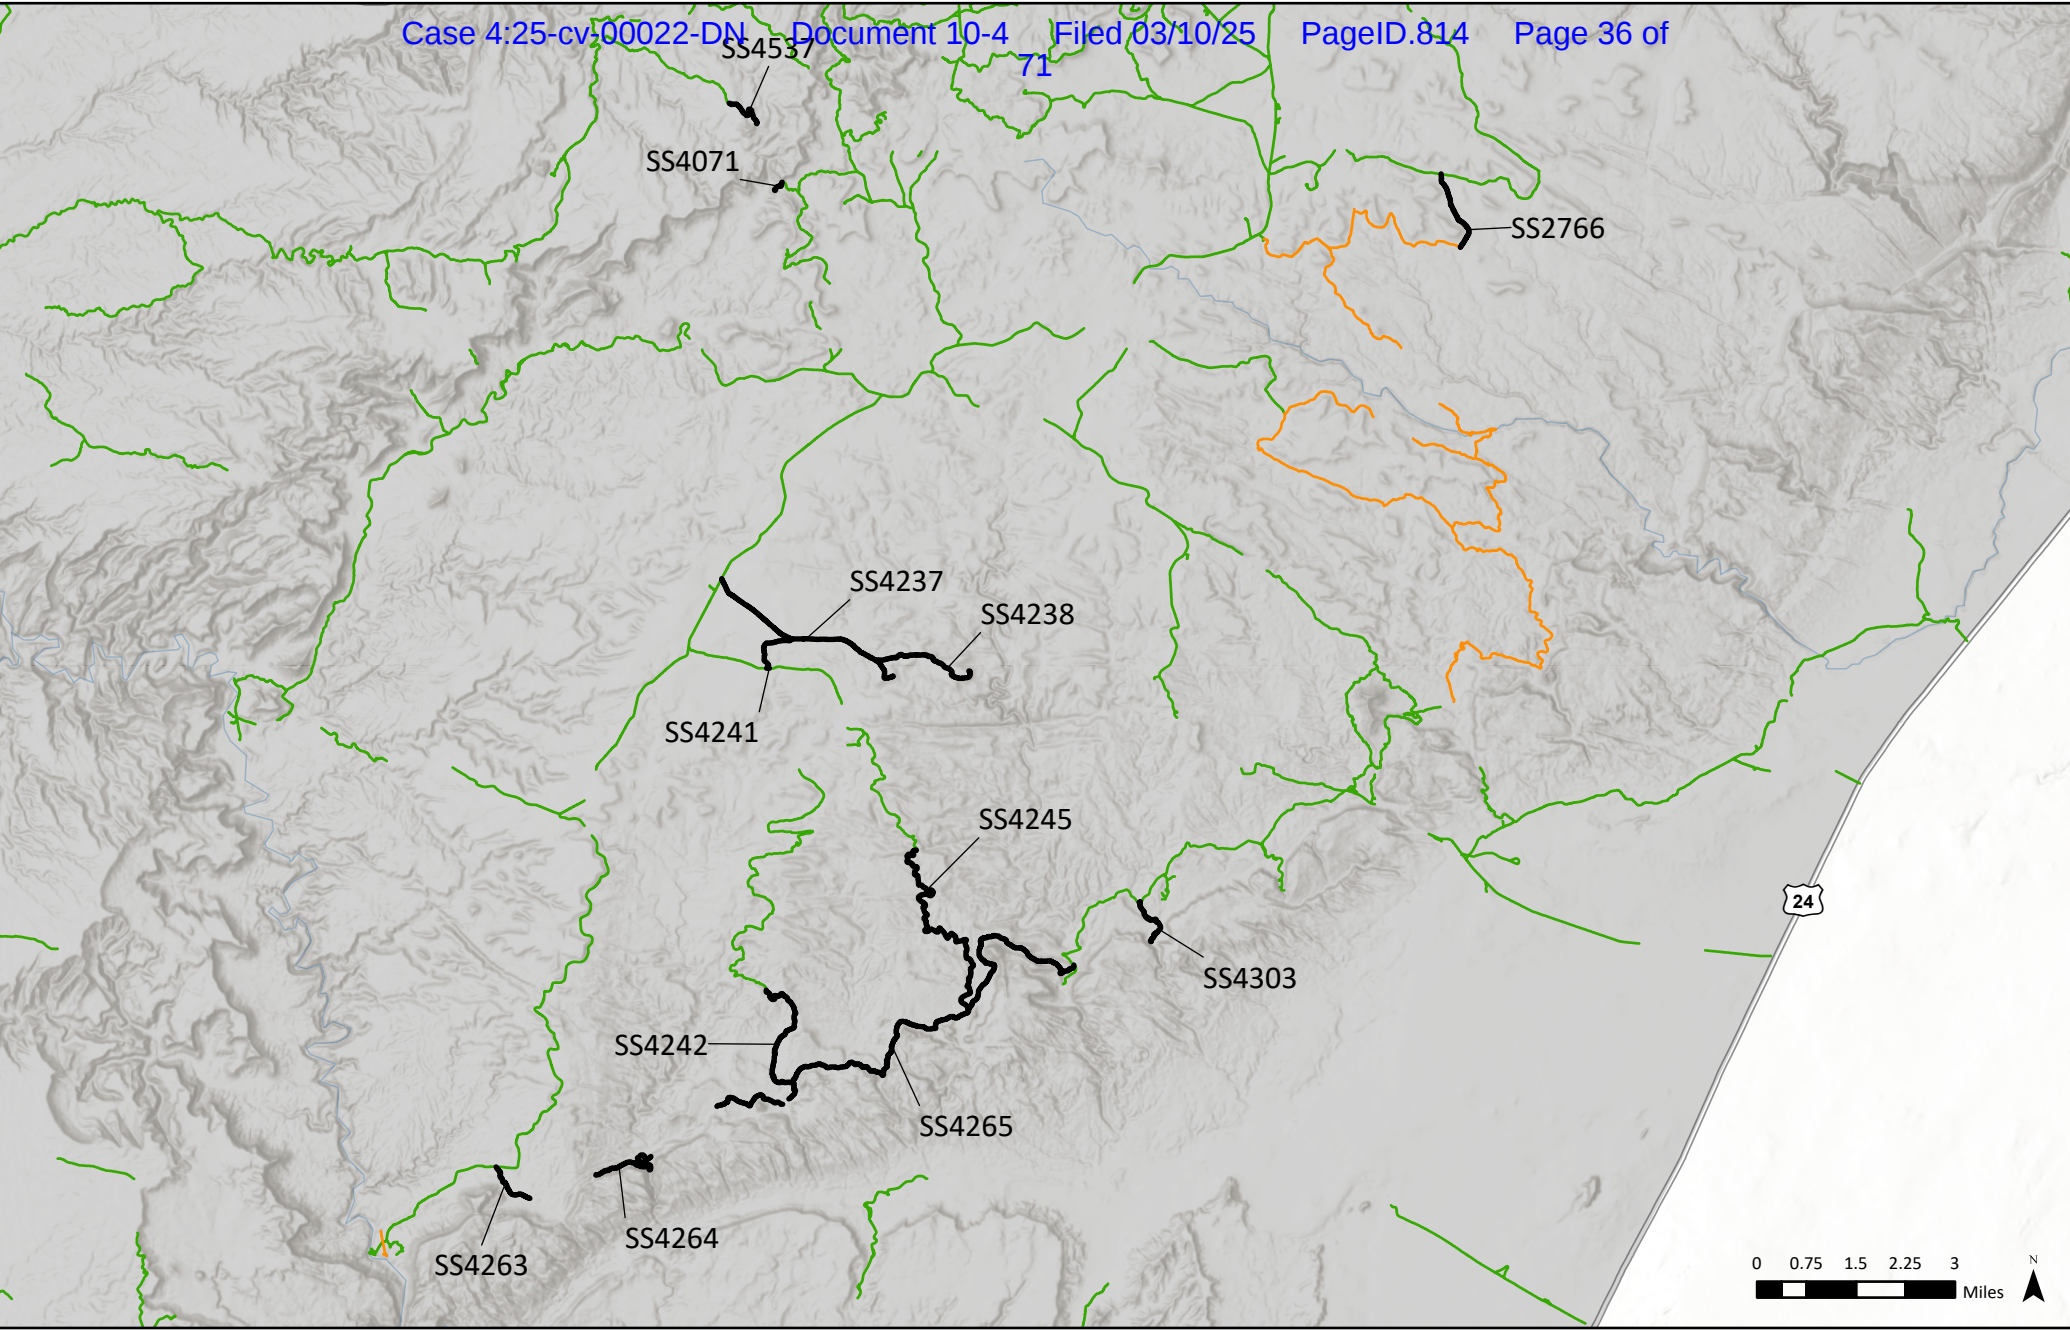 Case 4:25-cv-00022-DN Document 10-4 Filed 03/10/25 PageID.814 Page 36 of
71
SS4537
SS4071
SS2766
SS4237
SS4238
SS4241
SS4245
24
SS4303
SS4242
SS4265
SS4264
SS4263
0 0.75 1.5 2.25 3
Miles
N